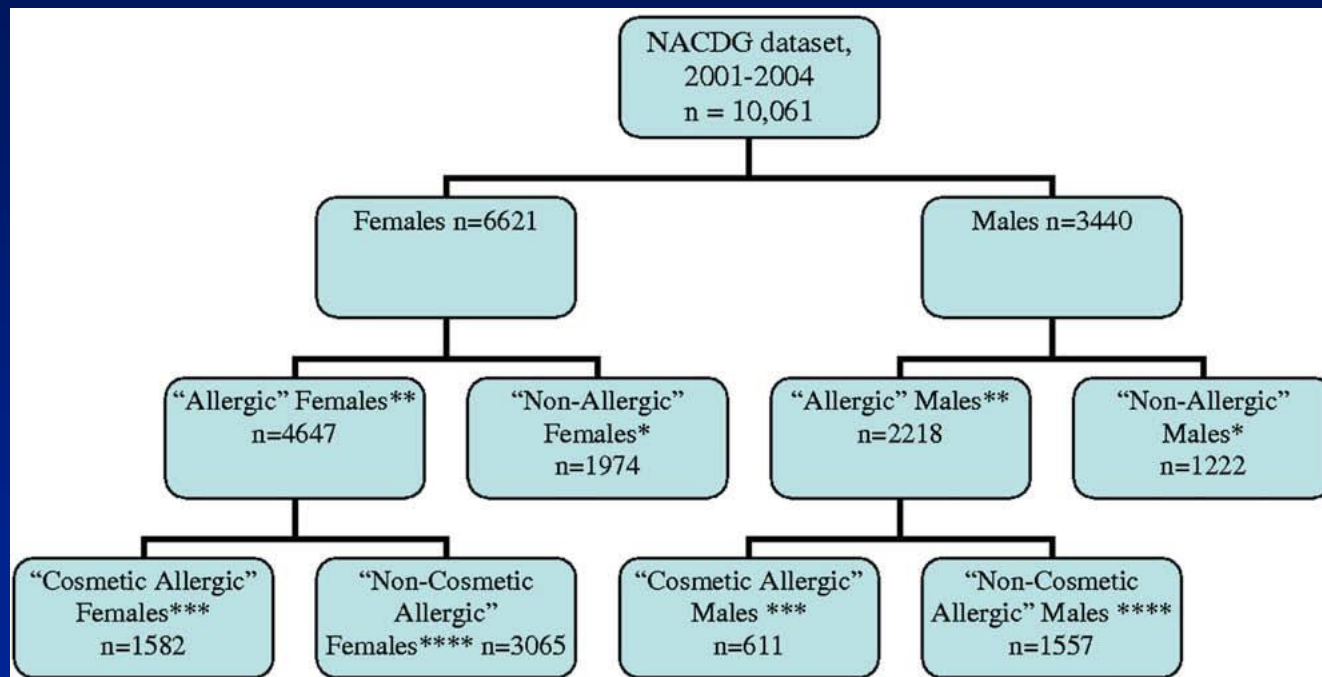 NACDG dataset,
2001-2004
n = 10,061
Females n=6621
Males n=3440
“Allergic” Females**
n=4647
“Non-Allergic”
Females*
n=1974
“Allergic” Males**
n=2218
“Non-Allergic”
Males*
n=1222
“Cosmetic Allergic”
Females***
n=1582
“Non-Cosmetic
Allergic”
Females**** n=3065
“Cosmetic Allergic”
Males ***
n=611
“Non-Cosmetic
Allergic” Males ****
n=1557